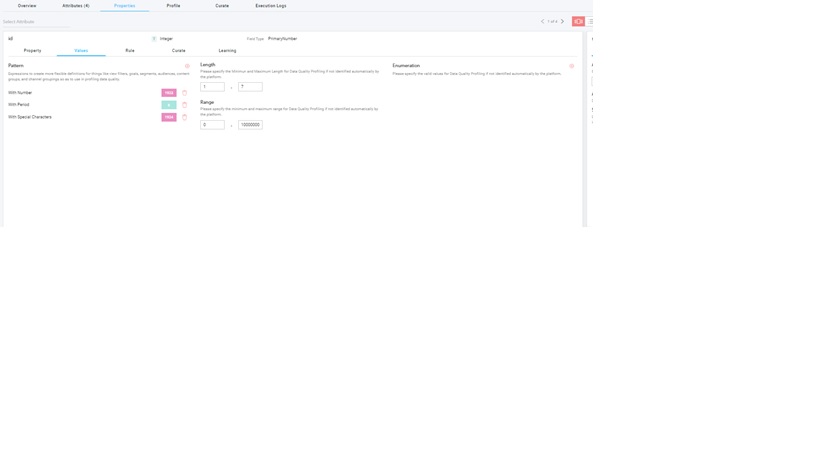 Overview Attributes (4) Properties Profile Curate Execution Logs
Select Attribute
1 of 4
id Integer Field Type PrimaryNumber
Property Values Rule Curate Learning
Pattern
Expressions to create more flexible definitions for things like view filters, goals, segments, audiences, content
groups, and channel groupings so as to use in profiling data quality.
With Number
With Period
With Special Characters
Length
Please specify the Minimum and Maximum Length for Data Quality Profiling if not identified automatically by
the platform.
1 - 7
Range
Please specify the minimum and maximum range for Data Quality Profiling if not identified automatically by
the platform.
0 - 10000000
Enumeration
Please specify the valid values for Data Quality Profiling if not identified automatically by the platform.